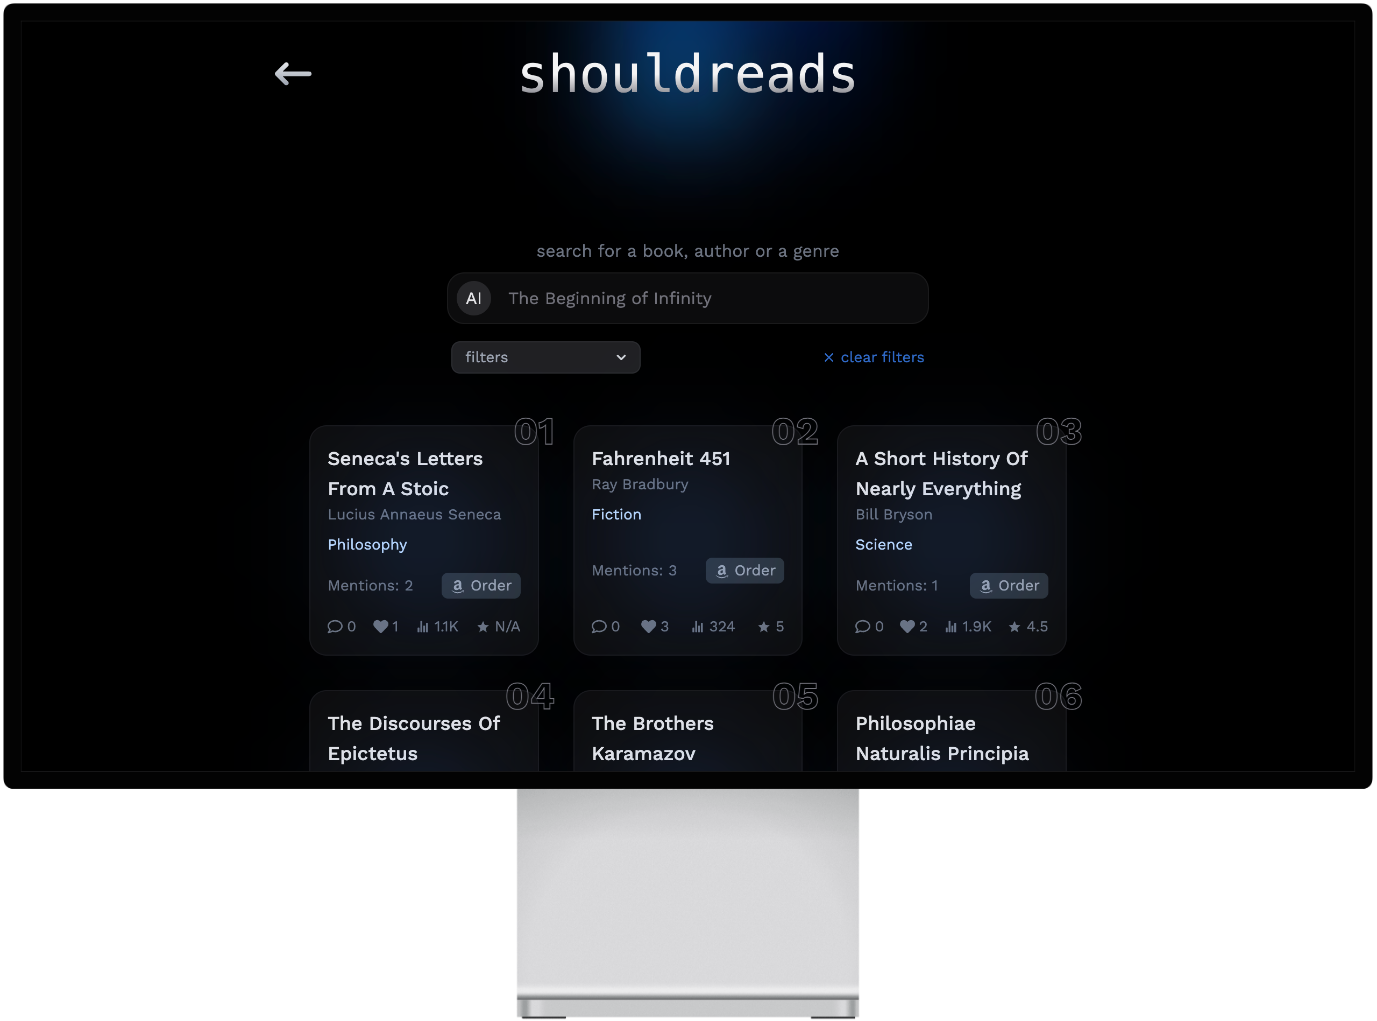 shouldreads
search for a book, author or a genre
AI The Beginning of Infinity
filters
× clear filters
01
Seneca's Letters
From A Stoic
Lucius Annaeus Seneca
Philosophy
Mentions: 2
a Order
0 1 1.1K N/A
02
Fahrenheit 451
Ray Bradbury
Fiction
Mentions: 3
a Order
0 3 324 5
03
A Short History Of
Nearly Everything
Bill Bryson
Science
Mentions: 1
a Order
0 2 1.9K 4.5
04
The Discourses Of
Epictetus
05
The Brothers
Karamazov
06
Philosophiae
Naturalis Principia